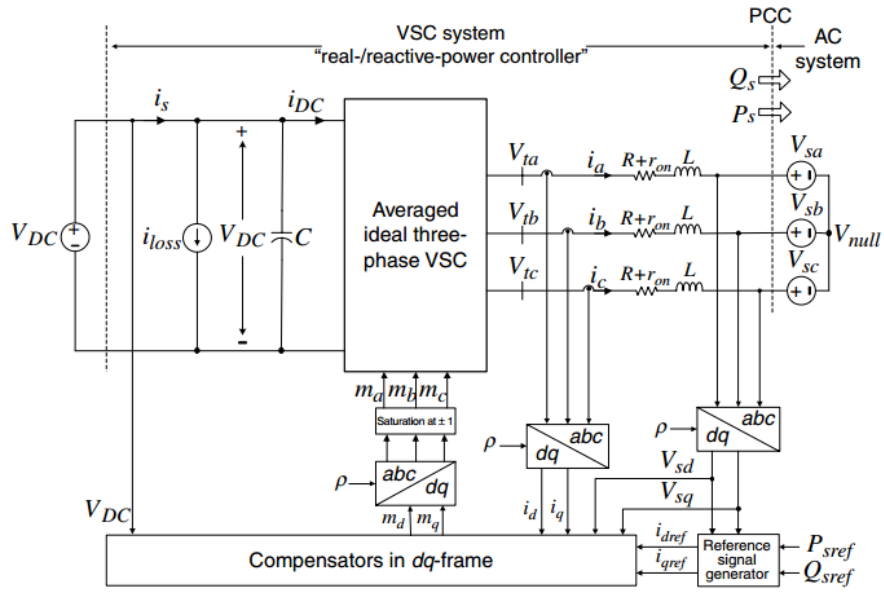 VSC system
"real-/reactive-power controller"
PCC
AC
system
Q_s
P_s
i_s
i_DC
V_DC
i_loss
+
V_DC
-
C
Averaged
ideal three-
phase VSC
V_ta
i_a
R+r_on
L
V_sa
V_tb
i_b
R+r_on
L
V_sb
V_null
V_tc
i_c
R+r_on
L
V_sc
m_a m_b m_c
Saturation at ± 1
ρ
abc
dq
ρ
abc
dq
ρ
abc
dq
V_sd
V_sq
V_DC
m_d m_q
i_d i_q
i_dref
i_qref
Compensators in dq-frame
Reference
signal
generator
P_sref
Q_sref